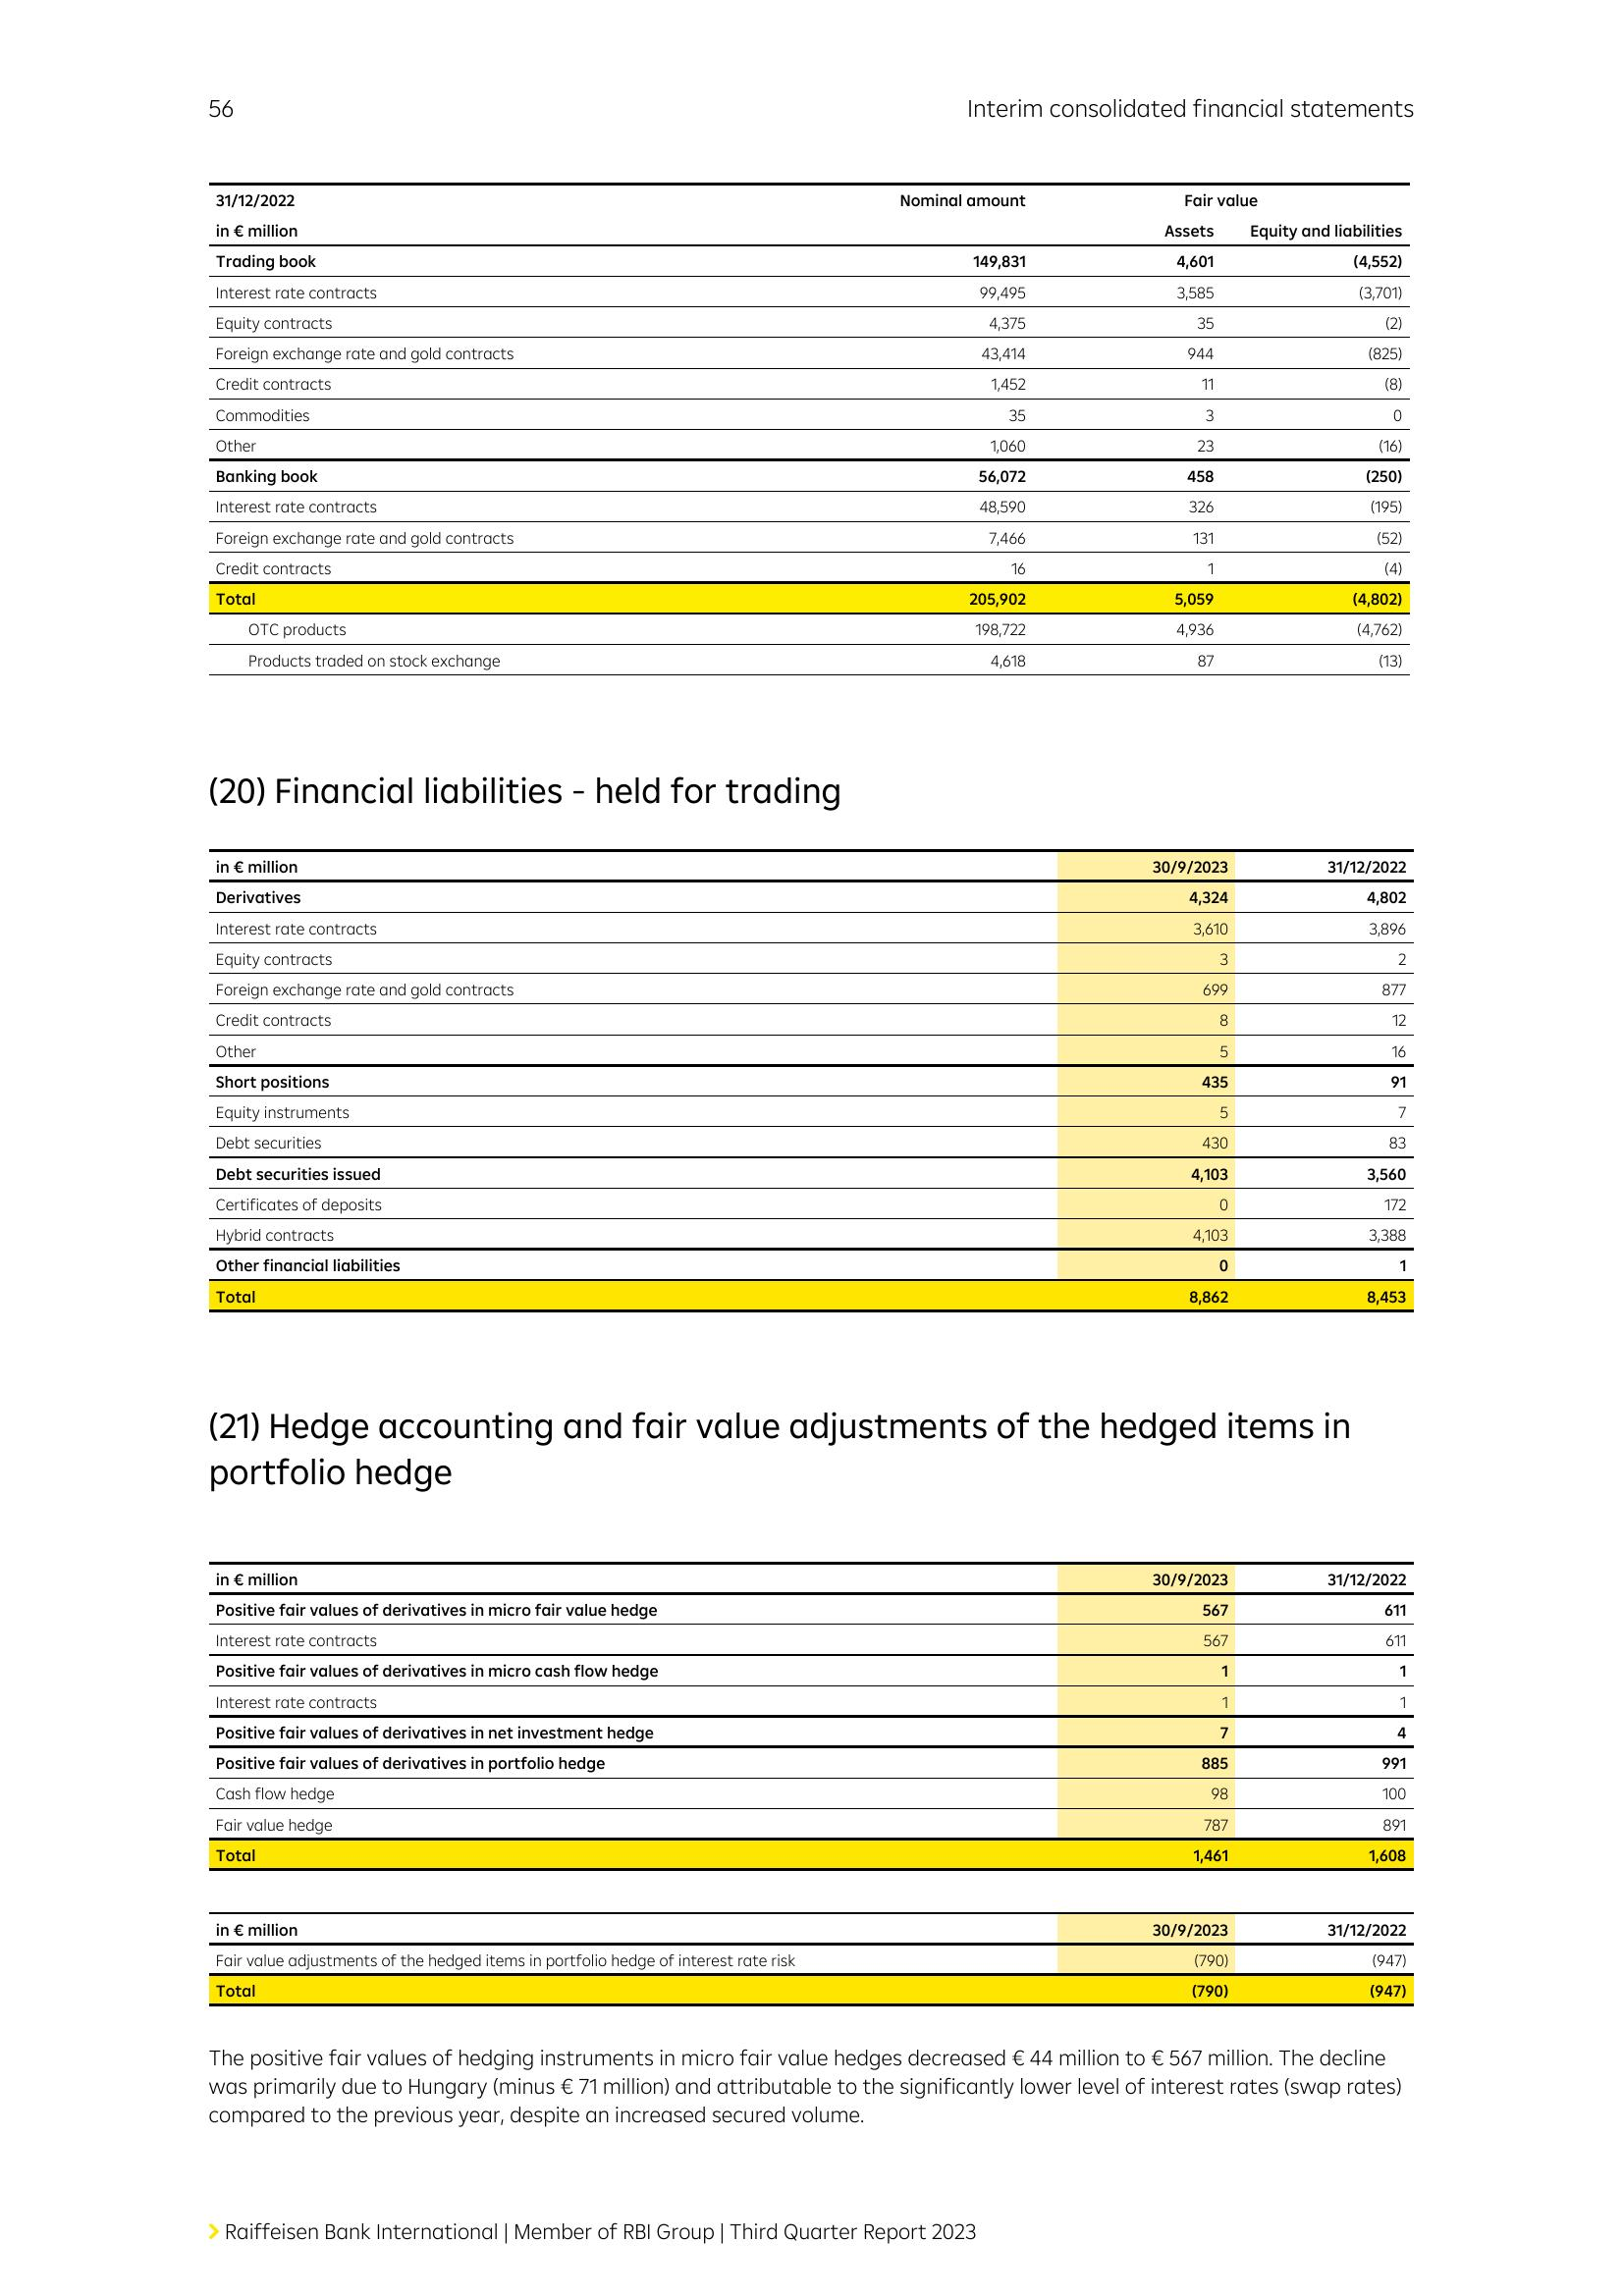 56 Interim consolidated financial statements
31/12/2022 Nominal amount Fair value
in € million Assets Equity and liabilities
Trading book 149,831 4,601 (4,552)
Interest rate contracts 99,495 3,585 (3,701)
Equity contracts 4,375 35 (2)
Foreign exchange rate and gold contracts 43,414 944 (825)
Credit contracts 1,452 11 (8)
Commodities 35 3 0
Other 1,060 23 (16)
Banking book 56,072 458 (250)
Interest rate contracts 48,590 326 (195)
Foreign exchange rate and gold contracts 7,466 131 (52)
Credit contracts 16 1 (4)
Total 205,902 5,059 (4,802)
OTC products 198,722 4,936 (4,762)
Products traded on stock exchange 4,618 87 (13)
(20) Financial liabilities - held for trading
in € million 30/9/2023 31/12/2022
Derivatives 4,324 4,802
Interest rate contracts 3,610 3,896
Equity contracts 3 2
Foreign exchange rate and gold contracts 699 877
Credit contracts 8 12
Other 5 16
Short positions 435 91
Equity instruments 5 7
Debt securities 430 83
Debt securities issued 4,103 3,560
Certificates of deposits 0 172
Hybrid contracts 4,103 3,388
Other financial liabilities 0 1
Total 8,862 8,453
(21) Hedge accounting and fair value adjustments of the hedged items in
portfolio hedge
in € million 30/9/2023 31/12/2022
Positive fair values of derivatives in micro fair value hedge 567 611
Interest rate contracts 567 611
Positive fair values of derivatives in micro cash flow hedge 1 1
Interest rate contracts 1 1
Positive fair values of derivatives in net investment hedge 7 4
Positive fair values of derivatives in portfolio hedge 885 991
Cash flow hedge 98 100
Fair value hedge 787 891
Total 1,461 1,608
in € million 30/9/2023 31/12/2022
Fair value adjustments of the hedged items in portfolio hedge of interest rate risk (790) (947)
Total (790) (947)
The positive fair values of hedging instruments in micro fair value hedges decreased € 44 million to € 567 million. The decline
was primarily due to Hungary (minus € 71 million) and attributable to the significantly lower level of interest rates (swap rates)
compared to the previous year, despite an increased secured volume.
Raiffeisen Bank International | Member of RBI Group | Third Quarter Report 2023